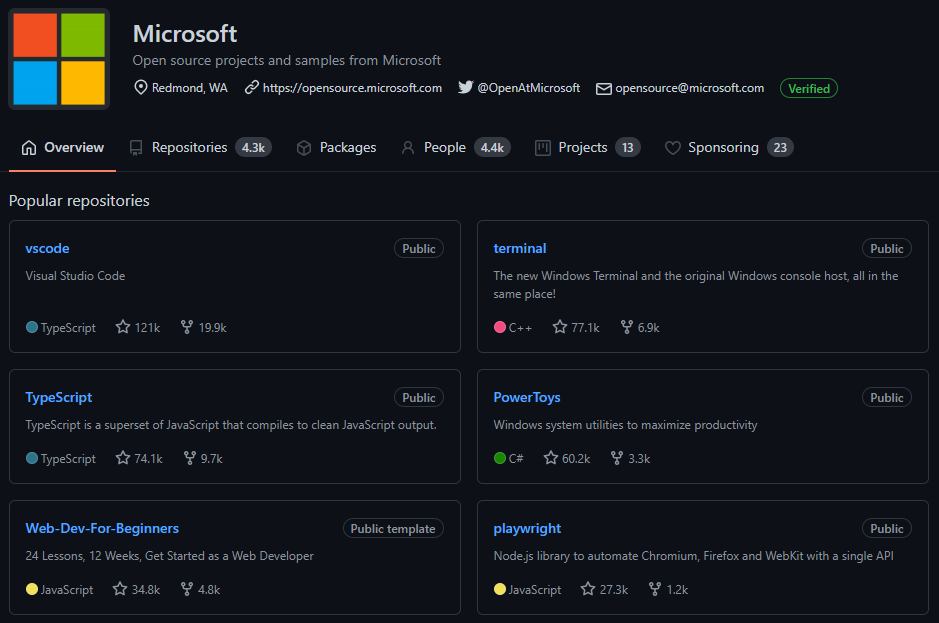 Microsoft
Open source projects and samples from Microsoft
Redmond, WA https://opensource.microsoft.com @OpenAtMicrosoft opensource@microsoft.com Verified
Overview Repositories 4.3k Packages People 4.4k Projects 13 Sponsoring 23
Popular repositories
vscode Public
Visual Studio Code
TypeScript 121k 19.9k
terminal Public
The new Windows Terminal and the original Windows console host, all in the
same place!
C++ 77.1k 6.9k
TypeScript Public
TypeScript is a superset of JavaScript that compiles to clean JavaScript output.
TypeScript 74.1k 9.7k
PowerToys Public
Windows system utilities to maximize productivity
C# 60.2k 3.3k
Web-Dev-For-Beginners Public template
24 Lessons, 12 Weeks, Get Started as a Web Developer
JavaScript 34.8k 4.8k
playwright Public
Node.js library to automate Chromium, Firefox and WebKit with a single API
JavaScript 27.3k 1.2k